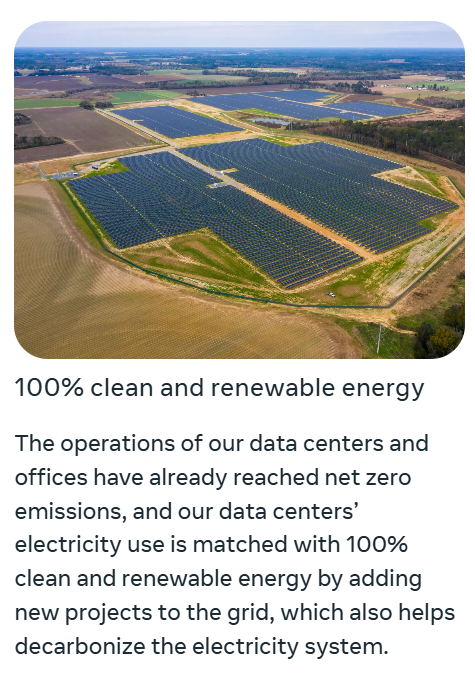 100% clean and renewable energy
The operations of our data centers and
offices have already reached net zero
emissions, and our data centers’
electricity use is matched with 100%
clean and renewable energy by adding
new projects to the grid, which also helps
decarbonize the electricity system.